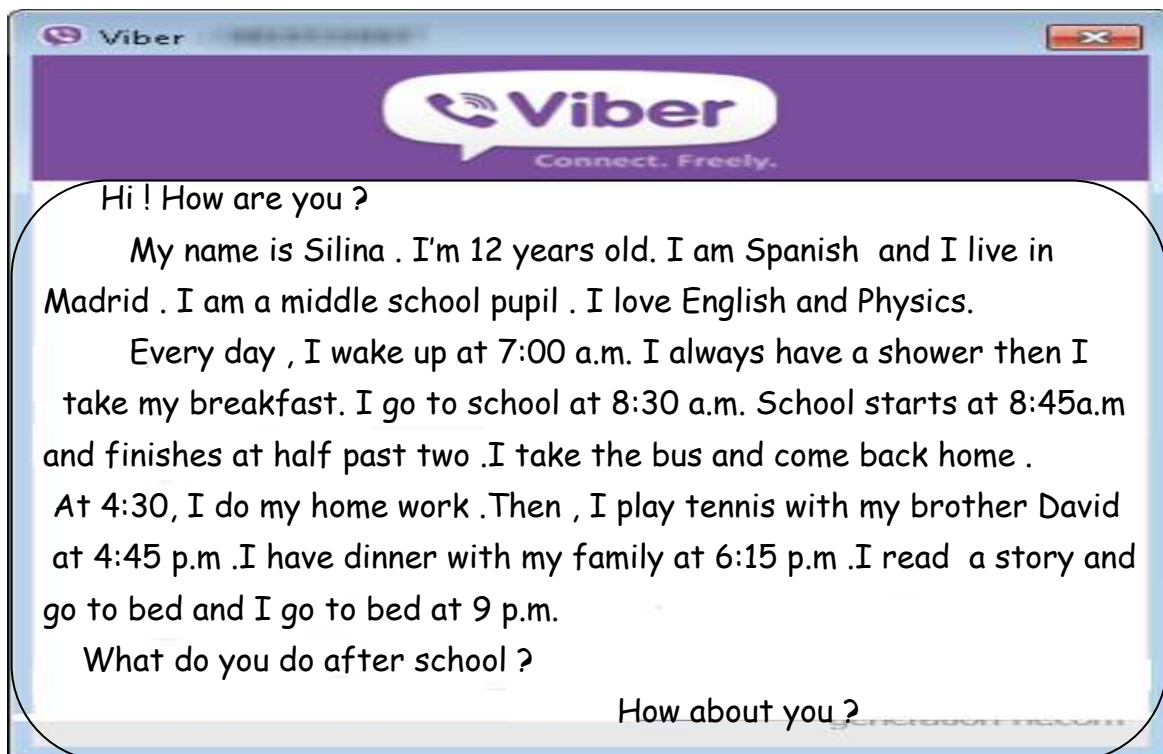 Viber
Viber
Connect. Freely.
Hi ! How are you ?
My name is Silina . I'm 12 years old. I am Spanish and I live in
Madrid . I am a middle school pupil . I love English and Physics.
Every day , I wake up at 7:00 a.m. I always have a shower then I
take my breakfast. I go to school at 8:30 a.m. School starts at 8:45a.m
and finishes at half past two .I take the bus and come back home .
At 4:30, I do my home work .Then , I play tennis with my brother David
at 4:45 p.m .I have dinner with my family at 6:15 p.m .I read a story and
go to bed and I go to bed at 9 p.m.
What do you do after school ?
How about you ?